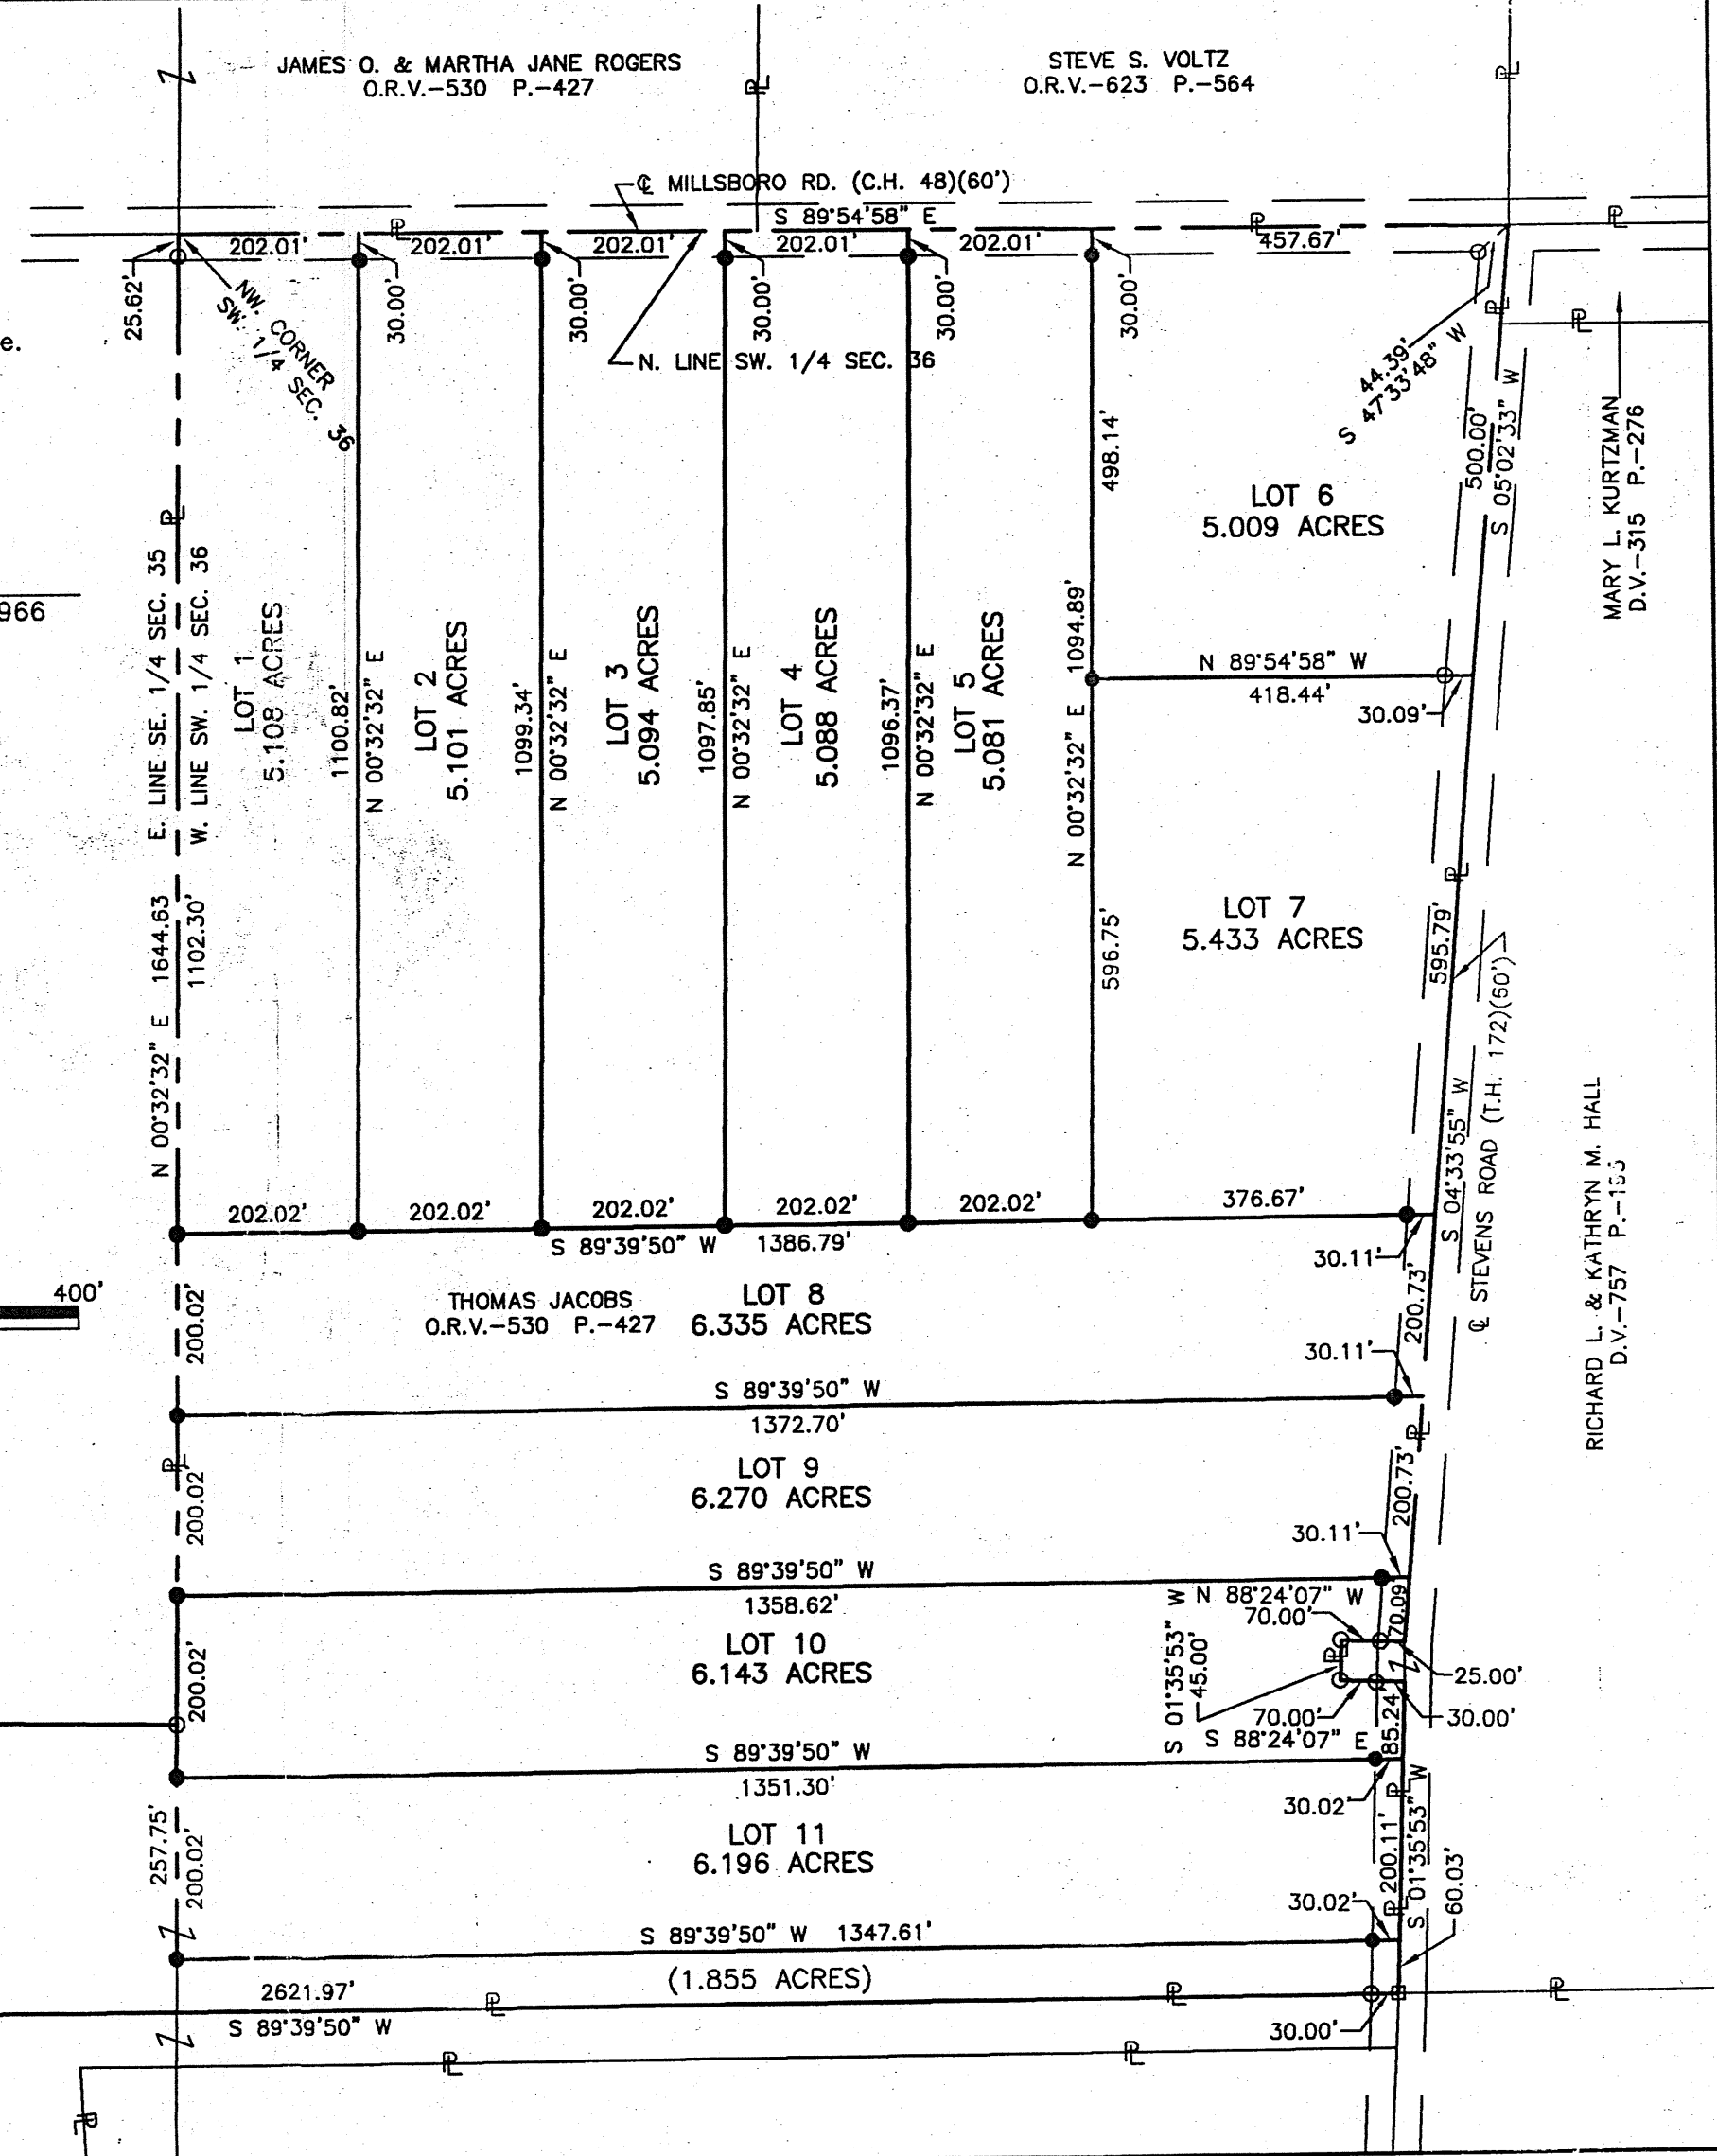 JAMES O. & MARTHA JANE ROGERS
O.R.V.-530 P.-427
STEVE S. VOLTZ
O.R.V.-623 P.-564
℄ MILLSBORO RD. (C.H. 48)(60')
S 89°54'58" E
202.01'
202.01'
202.01'
202.01'
202.01'
457.67'
25.62'
NW. CORNER
SW. 1/4 SEC. 36
30.00'
30.00'
30.00'
30.00'
30.00'
N. LINE SW. 1/4 SEC. 36
e.
966
400'
44.39'
S 47°33'48" W
500.00'
S 05°02'33" W
MARY L. KURTZMAN
D.V.-315 P.-276
498.14'
LOT 6
5.009 ACRES
E. LINE SE. 1/4 SEC. 35
W. LINE SW. 1/4 SEC. 36
N 00°32'32" E 1644.63
1102.30'
LOT 1
5.108 ACRES
1100.82'
N 00°32'32" E
LOT 2
5.101 ACRES
1099.34'
N 00°32'32" E
LOT 3
5.094 ACRES
1097.85'
N 00°32'32" E
LOT 4
5.088 ACRES
1096.37'
N 00°32'32" E
LOT 5
5.081 ACRES
N 00°32'32" E 1094.89'
N 89°54'58" W
418.44'
30.09'
LOT 7
5.433 ACRES
596.75'
595.79'
S 04°33'55" W
℄ STEVENS ROAD (T.H. 172)(60')
RICHARD L. & KATHRYN M. HALL
D.V.-757
202.02'
202.02'
202.02'
202.02'
202.02'
376.67'
S 89°39'50" W 1386.79'
30.11'
200.02'
THOMAS JACOBS
O.R.V.-530 P.-427
LOT 8
6.335 ACRES
200.73'
30.11'
S 89°39'50" W
1372.70'
200.02'
LOT 9
6.270 ACRES
200.73'
30.11'
S 89°39'50" W
1358.62'
N 88°24'07" W
70.00'
70.09
S 01°35'53" W
45.00'
25.00'
200.02'
LOT 10
6.143 ACRES
70.00'
S 88°24'07" E
85.24'
30.00'
S 89°39'50" W
1351.30'
30.02'
257.75'
200.02'
LOT 11
6.196 ACRES
200.11'
S 01°35'53" W
60.03'
30.02'
S 89°39'50" W 1347.61'
(1.855 ACRES)
2621.97'
S 89°39'50" W
30.00'